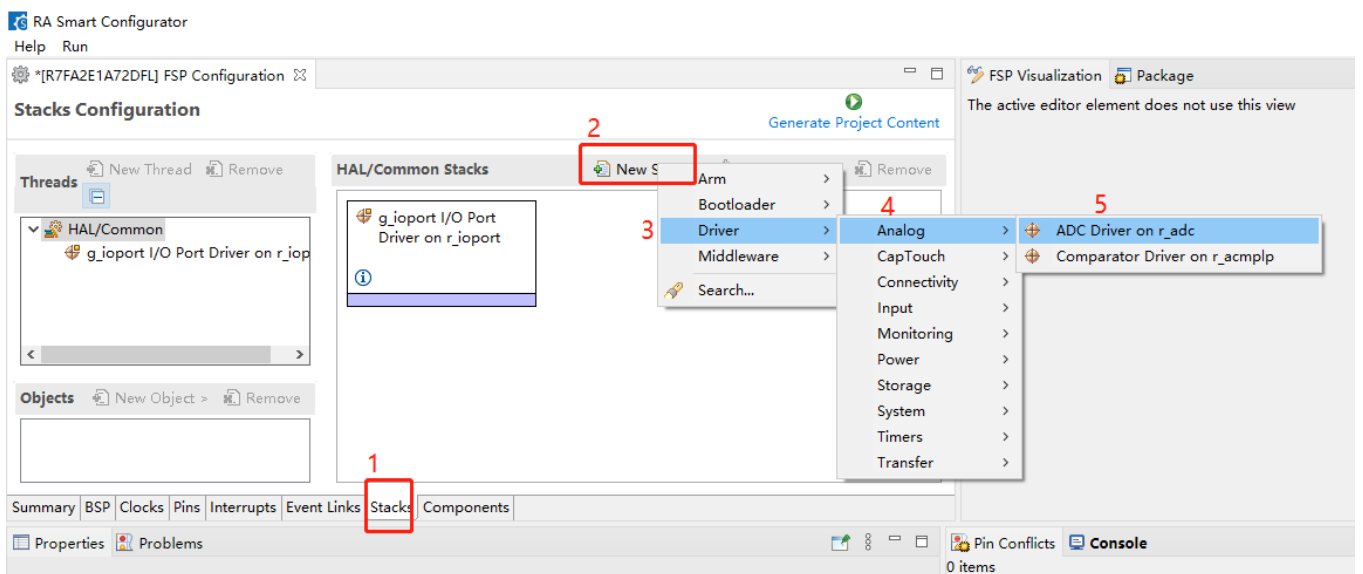 RA Smart Configurator
Help Run
*[R7FA2E1A72DFL] FSP Configuration
FSP Visualization Package
Stacks Configuration
Generate Project Content
The active editor element does not use this view
2
Threads New Thread Remove
HAL/Common Stacks New S Remove
HAL/Common
g_ioport I/O Port Driver on r_iop
g_ioport I/O Port
Driver on r_ioport
3
Arm
Bootloader
Driver
Middleware
Search...
4
Analog
CapTouch
Connectivity
Input
Monitoring
Power
Storage
System
Timers
Transfer
5
ADC Driver on r_adc
Comparator Driver on r_acmplp
Objects New Object > Remove
1
Summary BSP Clocks Pins Interrupts Event Links Stacks Components
Properties Problems
Pin Conflicts Console
0 items